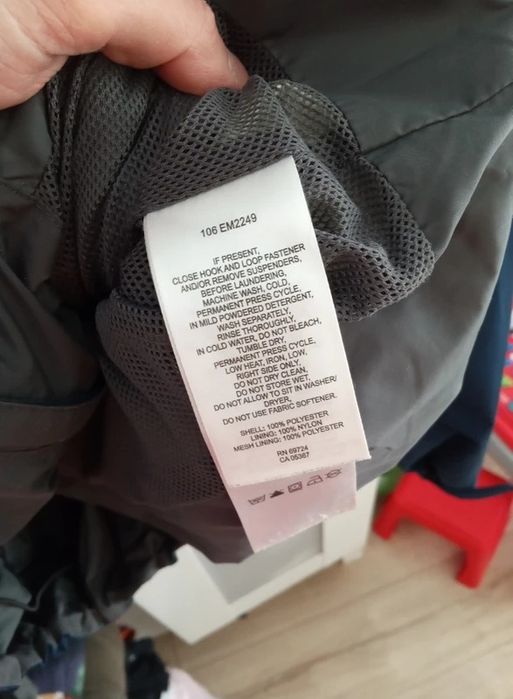 106 EM2249
IF PRESENT,
CLOSE HOOK AND LOOP FASTENER
AND/OR REMOVE SUSPENDERS,
BEFORE LAUNDERING,
MACHINE WASH, COLD,
PERMANENT PRESS CYCLE,
IN MILD POWDERED DETERGENT,
WASH SEPARATELY,
RINSE THOROUGHLY,
IN COLD WATER, DO NOT BLEACH,
TUMBLE DRY,
PERMANENT PRESS CYCLE,
LOW HEAT, IRON, LOW,
RIGHT SIDE ONLY,
DO NOT DRY CLEAN,
DO NOT STORE WET,
DO NOT ALLOW TO SIT IN WASHER/
DRYER,
DO NOT USE FABRIC SOFTENER.
SHELL: 100% POLYESTER
LINING: 100% NYLON
MESH LINING: 100% POLYESTER
RN 69724
CA 05367